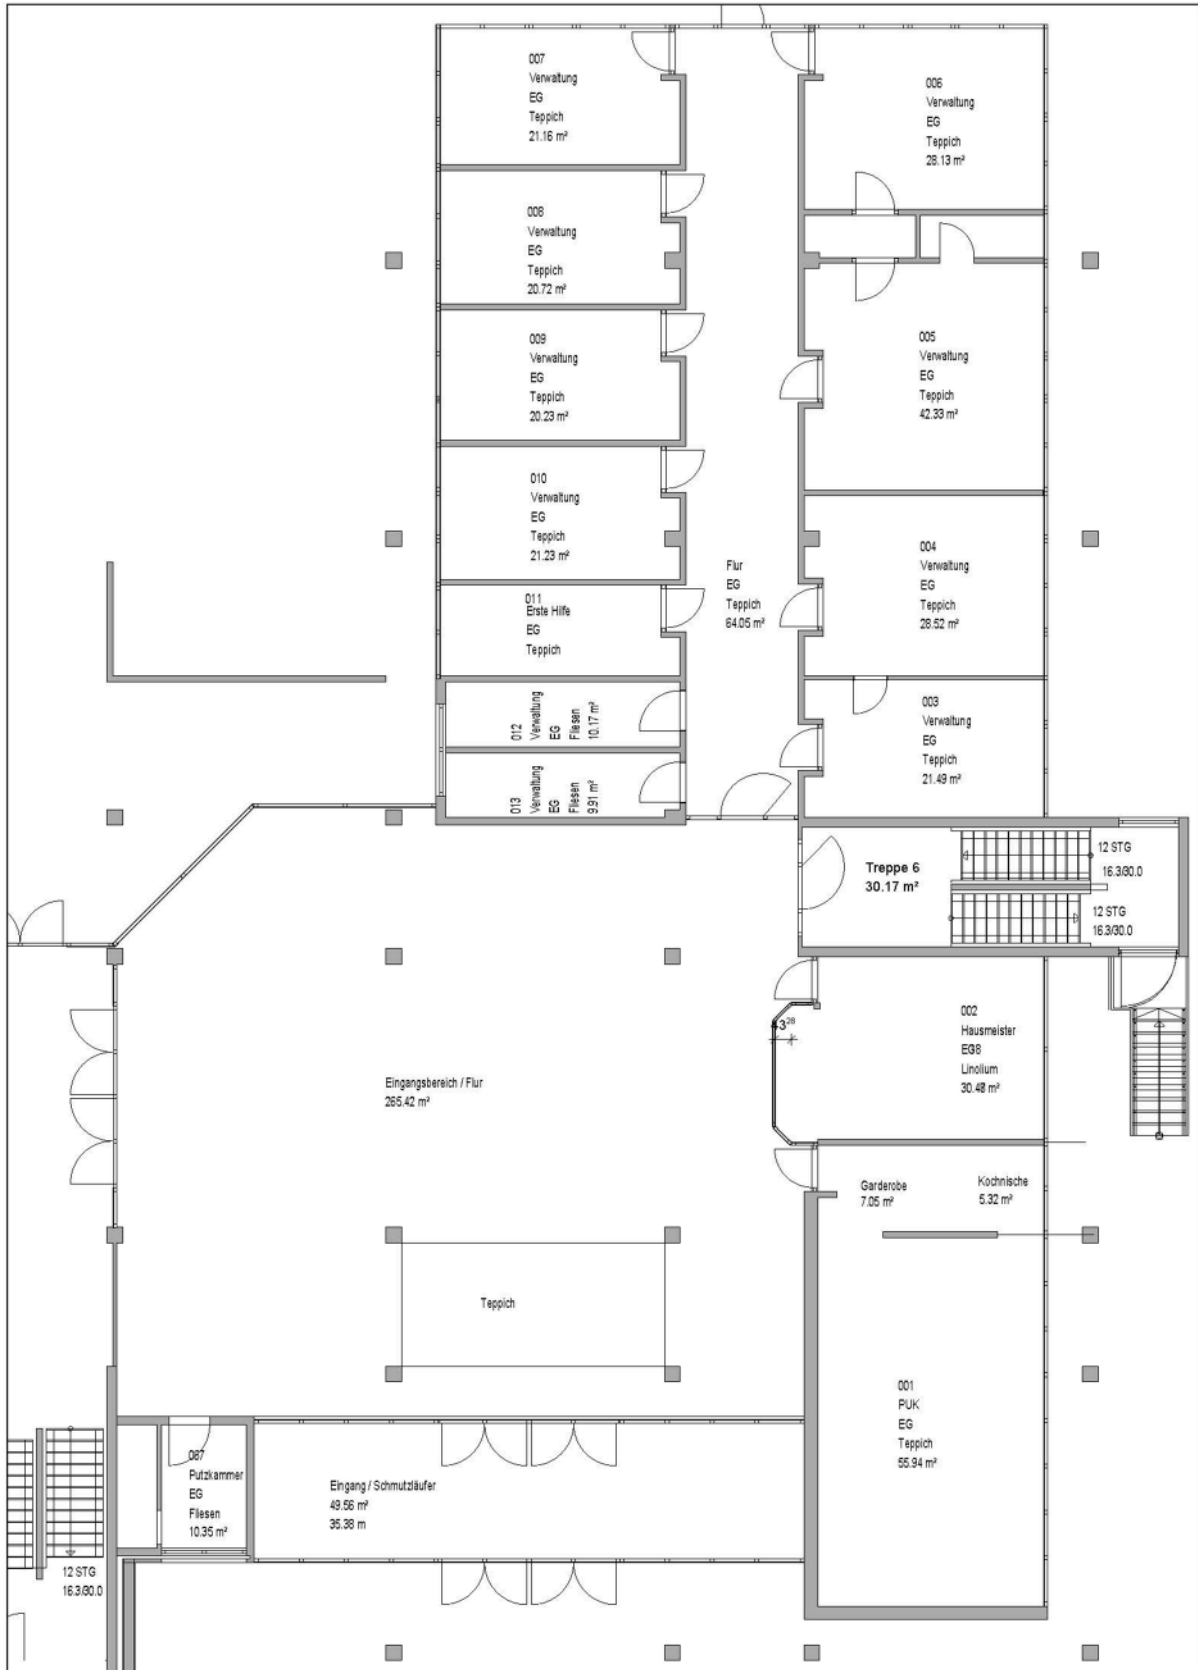 007
Verwaltung
EG
Teppich
21.16 m²
006
Verwaltung
EG
Teppich
28.13 m²
008
Verwaltung
EG
Teppich
20.72 m²
009
Verwaltung
EG
Teppich
20.23 m²
005
Verwaltung
EG
Teppich
42.33 m²
010
Verwaltung
EG
Teppich
21.23 m²
004
Verwaltung
EG
Teppich
28.52 m²
Flur
EG
Teppich
64.05 m²
011
Erste Hilfe
EG
Teppich
012
Verwaltung
EG
Fliesen
10.17 m²
003
Verwaltung
EG
Teppich
21.49 m²
013
Verwaltung
EG
Fliesen
9.91 m²
Treppe 6
30.17 m²
12 STG
16.3/30.0
12 STG
16.3/30.0
002
Hausmeister
EG8
Linolium
30.48 m²
43²⁸
Eingangsbereich / Flur
265.42 m²
Garderobe
7.05 m²
Kochnische
5.32 m²
Teppich
001
PUK
EG
Teppich
55.94 m²
067
Putzkammer
EG
Fliesen
10.35 m²
Eingang / Schmutzläufer
49.56 m²
35.38 m
12 STG
16.3/30.0